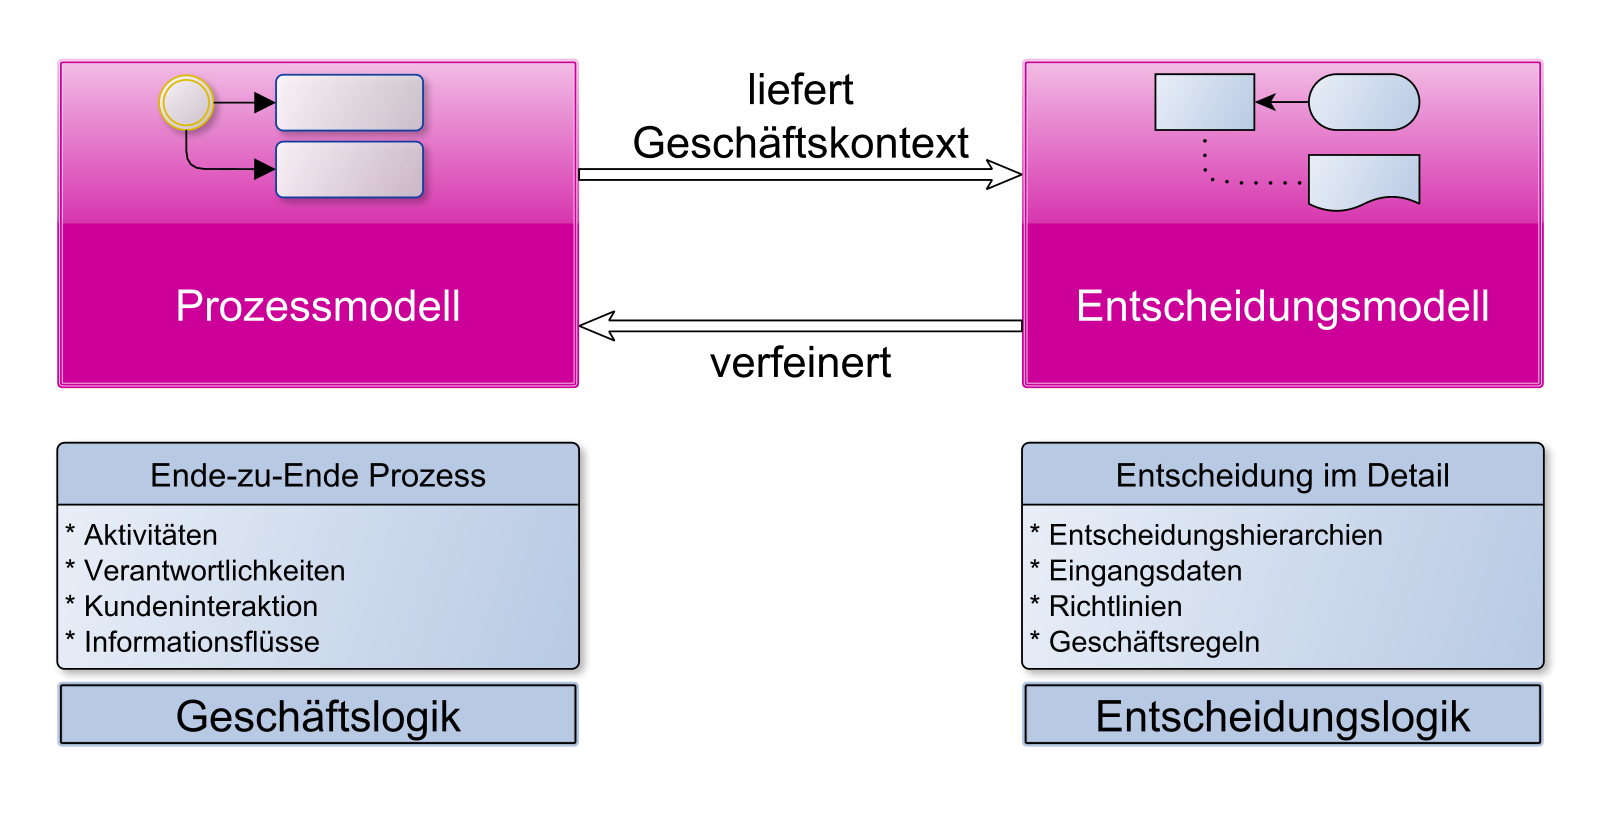 liefert
Geschäftskontext
Prozessmodell
Entscheidungsmodell
verfeinert
Ende-zu-Ende Prozess
* Aktivitäten
* Verantwortlichkeiten
* Kundeninteraktion
* Informationsflüsse
Geschäftslogik
Entscheidung im Detail
* Entscheidungshierarchien
* Eingangsdaten
* Richtlinien
* Geschäftsregeln
Entscheidungslogik